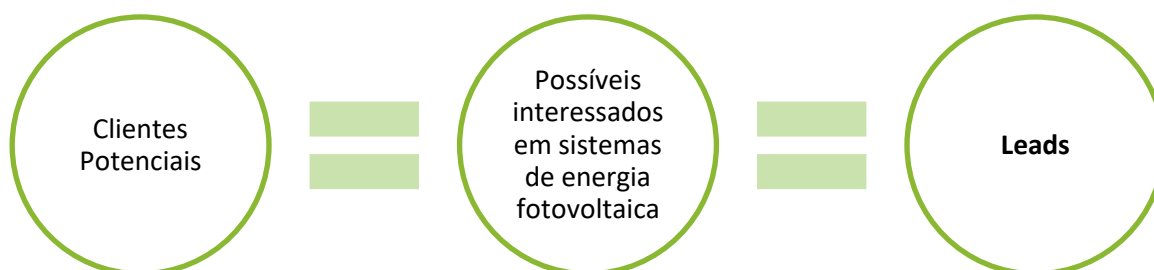 Clientes
Potenciais
Possíveis
interessados
em sistemas
de energia
fotovoltaica
Leads